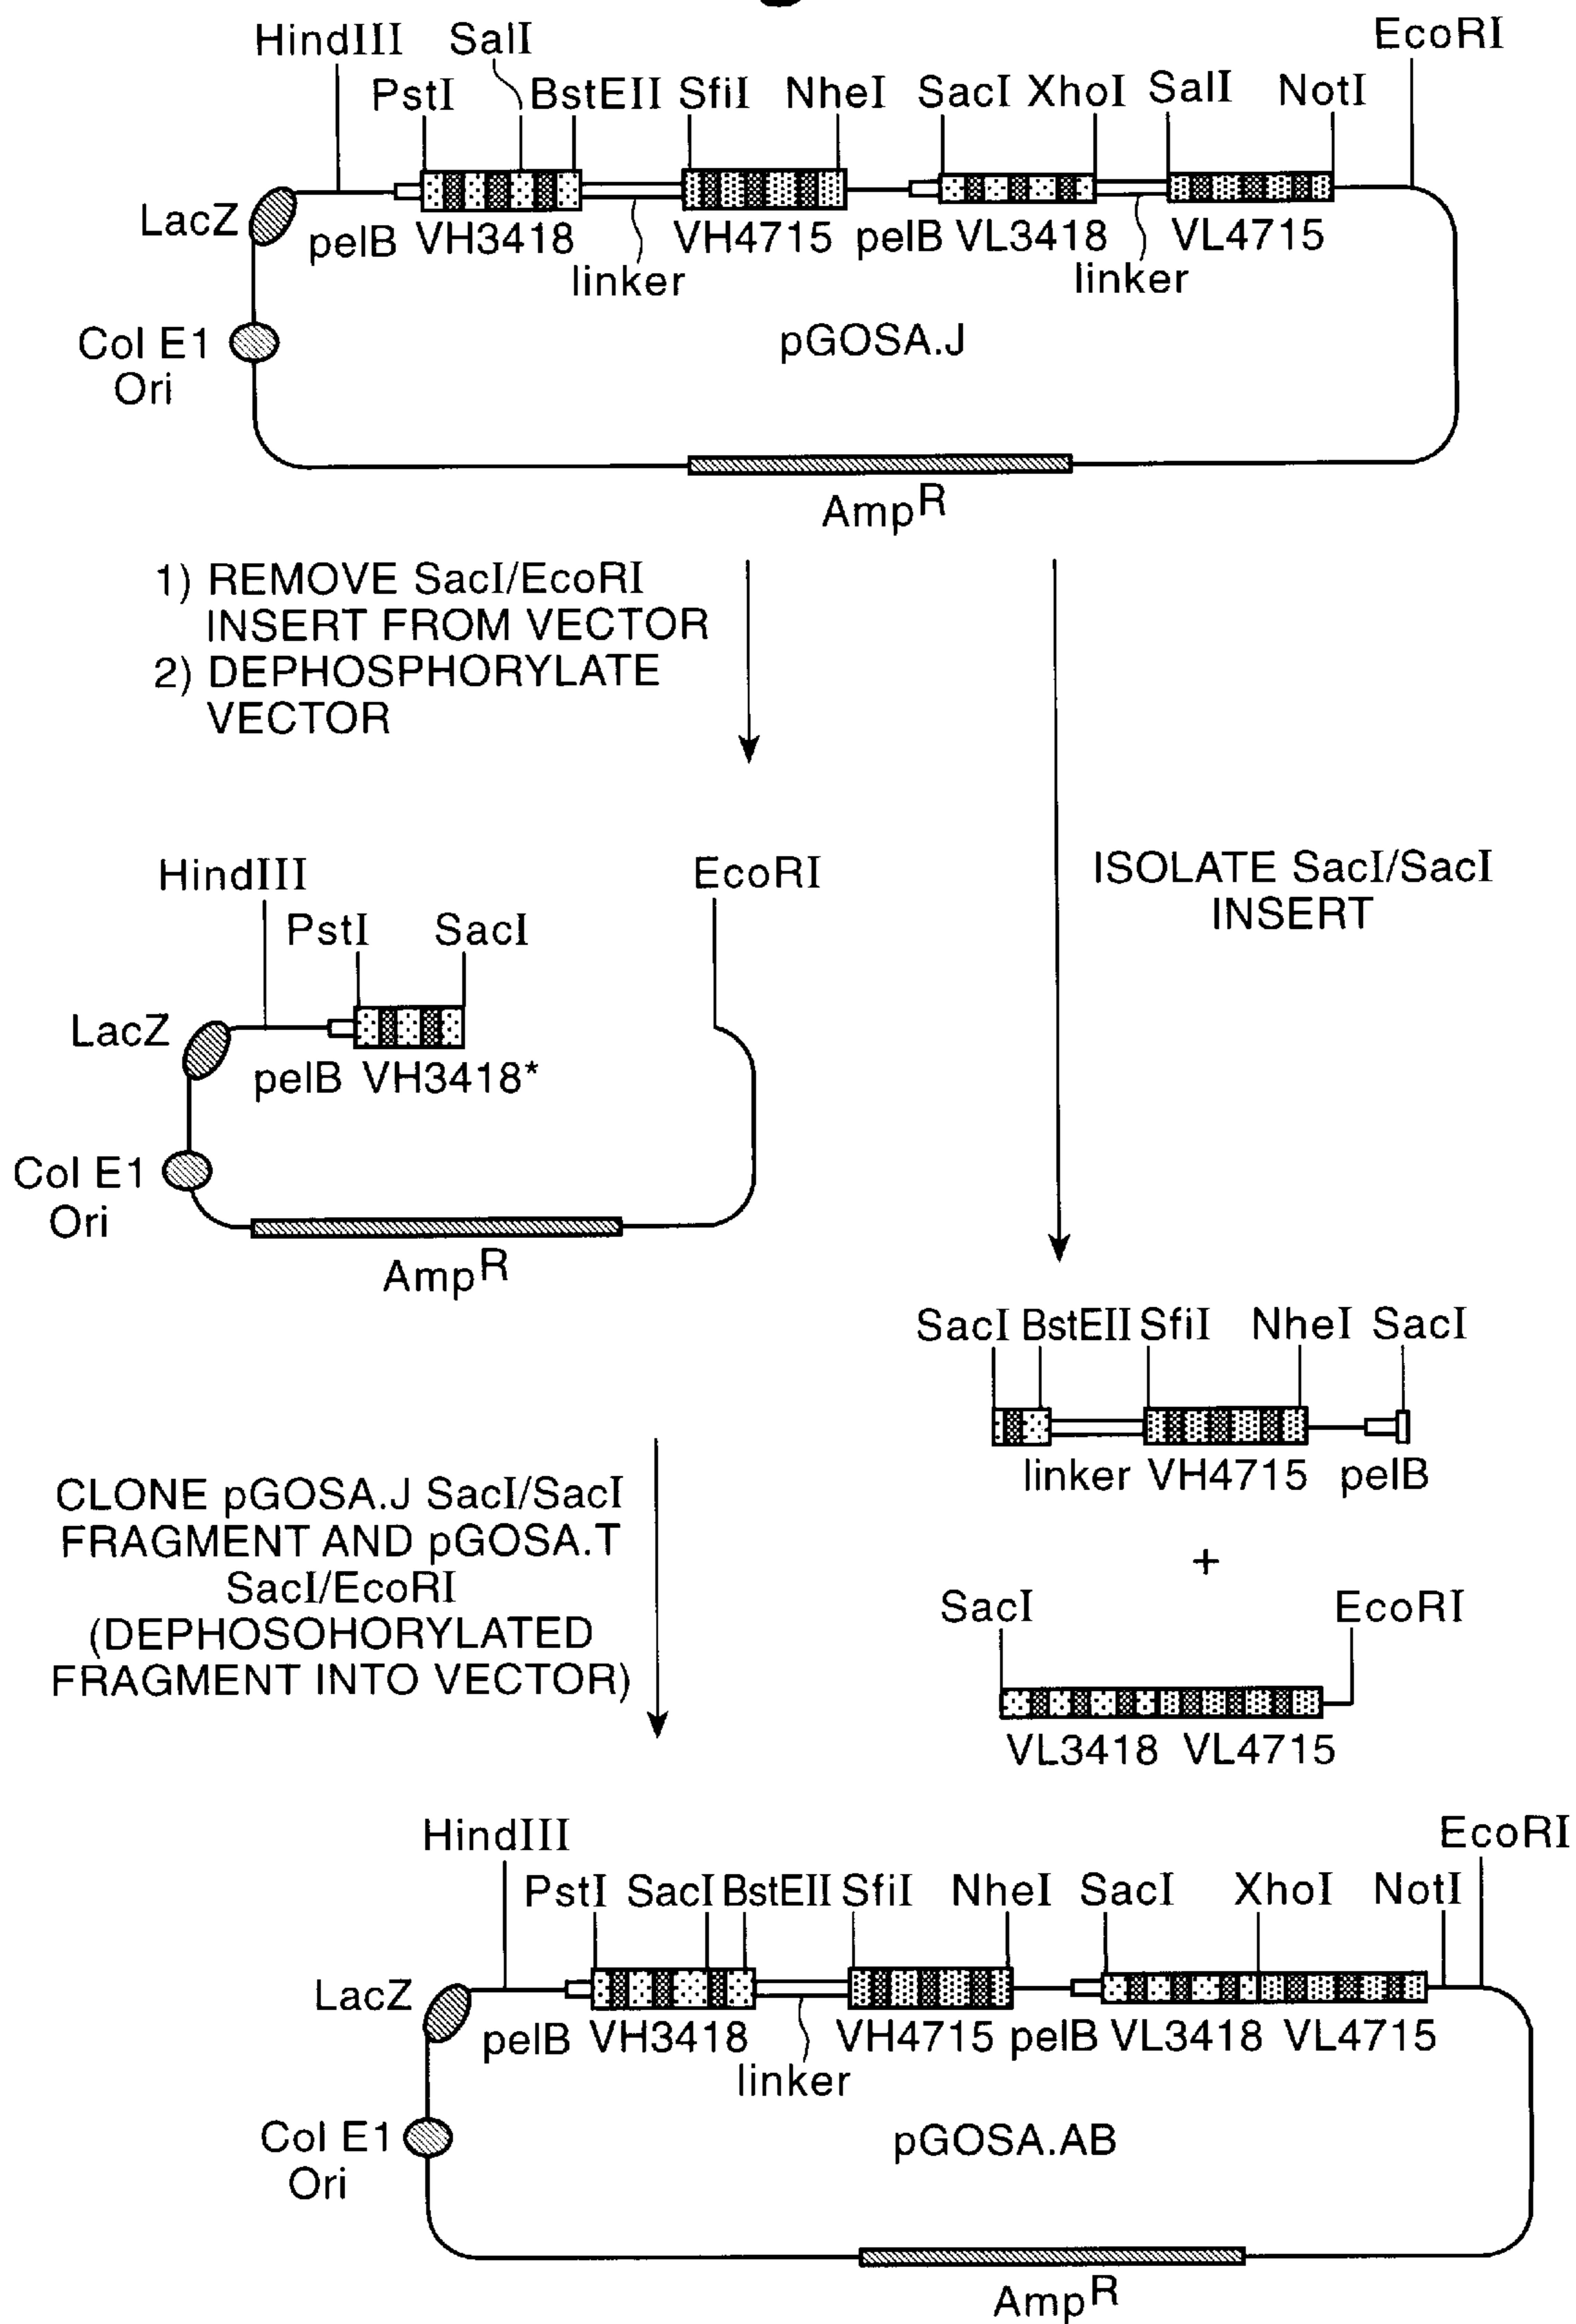 HindIII SalI EcoRI
PstI BstEII SfiI NheI SacI XhoI SalI NotI
LacZ
pelB VH3418 VH4715 pelB VL3418 VL4715
linker linker
Col E1
Ori
pGOSA.J
Amp R
1) REMOVE SacI/EcoRI
INSERT FROM VECTOR
2) DEPHOSPHORYLATE
VECTOR
HindIII EcoRI
PstI SacI
LacZ
pelB VH3418*
Col E1
Ori
Amp R
ISOLATE SacI/SacI
INSERT
SacI BstEII SfiI NheI SacI
linker VH4715 pelB
+
SacI EcoRI
VL3418 VL4715
CLONE pGOSA.J SacI/SacI
FRAGMENT AND pGOSA.T
SacI/EcoRI
(DEPHOSOHORYLATED
FRAGMENT INTO VECTOR)
HindIII EcoRI
PstI SacI BstEII SfiI NheI SacI XhoI NotI
LacZ
pelB VH3418 VH4715 pelB VL3418 VL4715
linker
Col E1
Ori
pGOSA.AB
Amp R